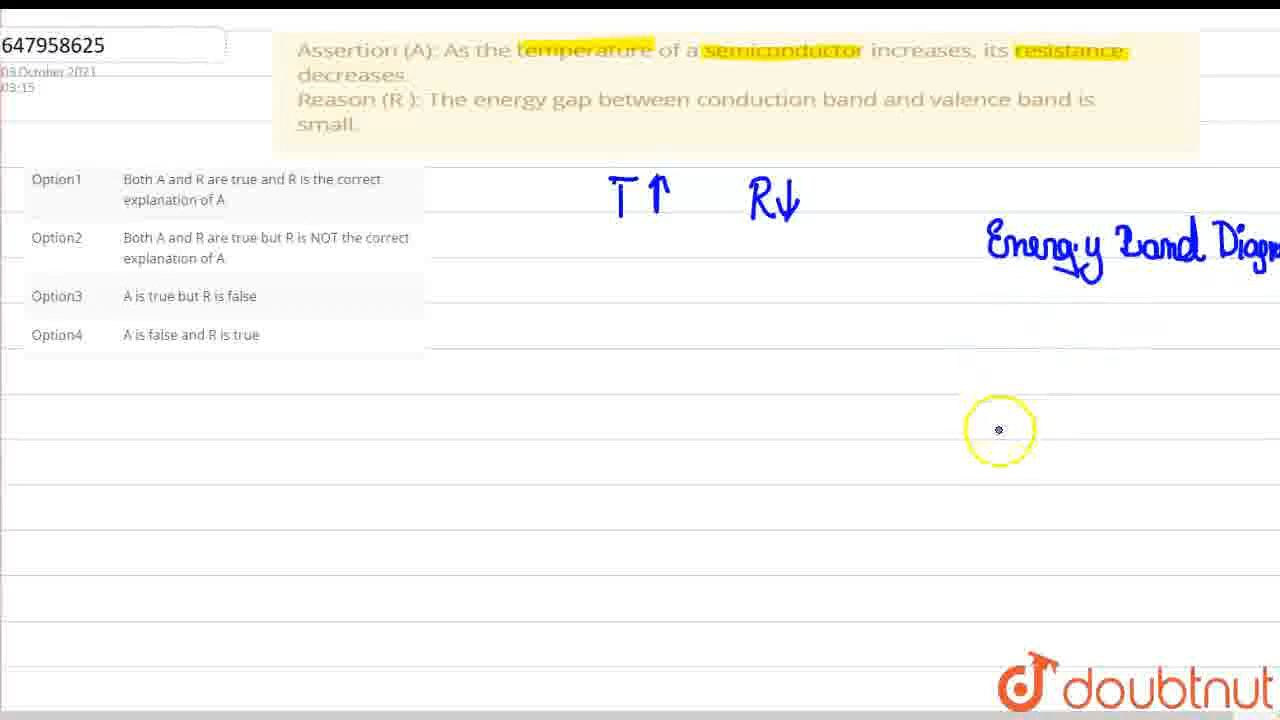 647958625
03 October 2021
03:15
Assertion (A): As the temperature of a semiconductor increases, its resistance
decreases.
Reason (R ): The energy gap between conduction band and valence band is
small.
Option1 Both A and R are true and R is the correct
explanation of A
Option2 Both A and R are true but R is NOT the correct
explanation of A
Option3 A is true but R is false
Option4 A is false and R is true
T↑ R↓
Energy Band Diagra
doubtnut